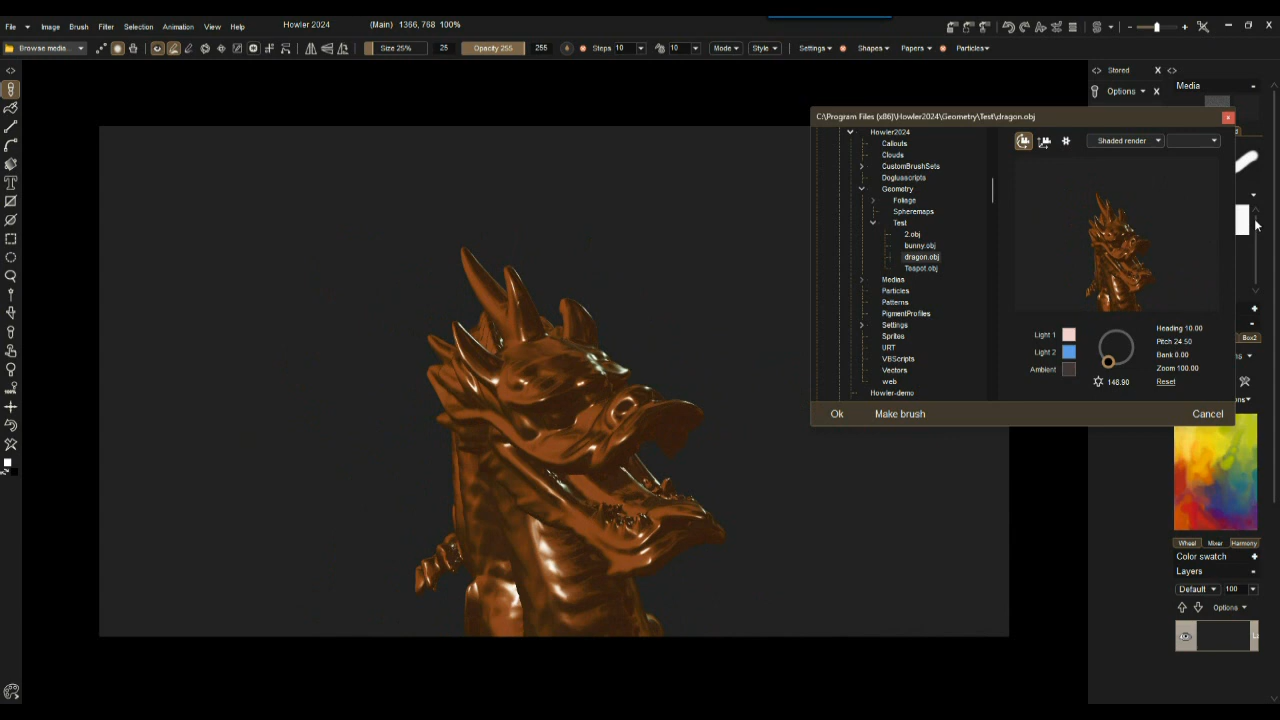 File Image Brush Filter Selection Animation View Help Howler 2024 (Main) 1366, 768 100%
Browse media... Size 25% 25 Opacity 255 255 Steps 10 10 Mode Style Settings Shapes Papers Particles
Stored
Options
Media
C:\Program Files (x86)\Howler2024\Geometry\Test\dragon.obj
Howler2024
Callouts
Clouds
CustomBrushSets
Dogluascripts
Geometry
Foliage
Spheremaps
Test
2.obj
bunny.obj
dragon.obj
Teapot.obj
Medias
Particles
Patterns
PigmentProfiles
Settings
Sprites
URT
VBScripts
Vectors
web
Howler-demo
Shaded render
Light 1
Light 2
Ambient
148.90
Heading 10.00
Pitch 24.50
Bank 0.00
Zoom 100.00
Reset
Ok Make brush Cancel
Box2
Wheel Mixer Harmony
Color swatch
Layers
Default 100
Options